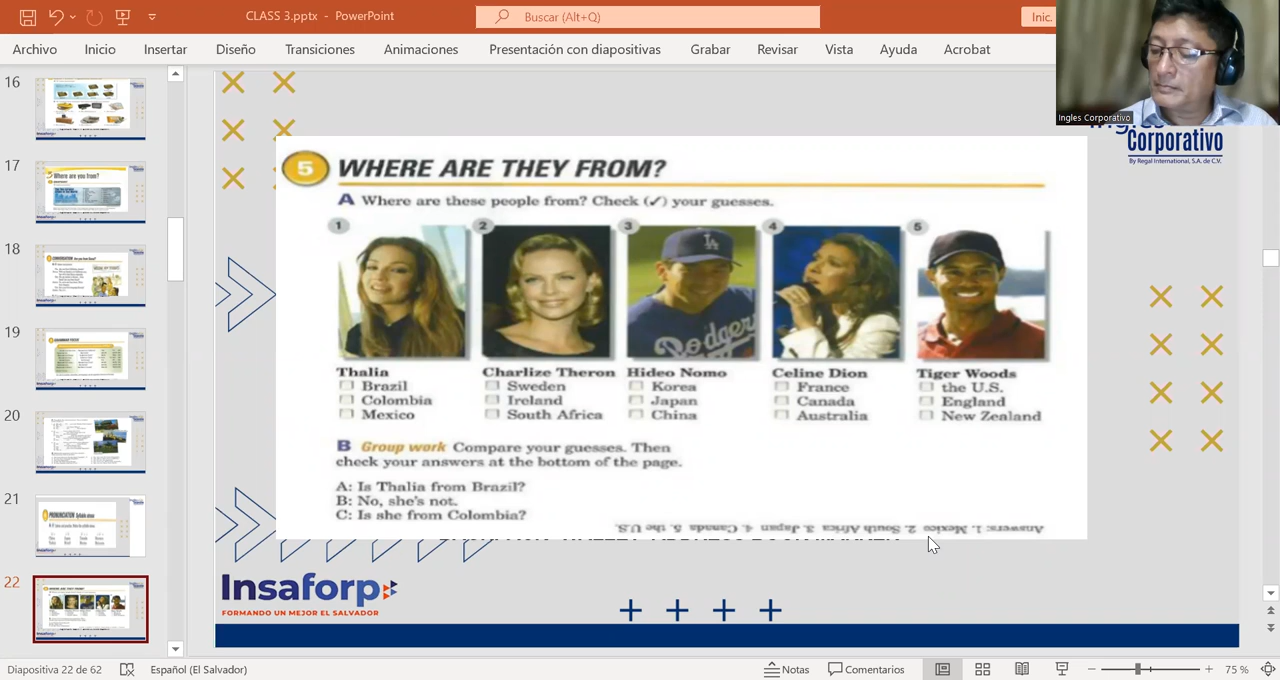 CLASS 3.pptx - PowerPoint
Buscar (Alt+Q)
Inic.
Archivo Inicio Insertar Diseño Transiciones Animaciones Presentación con diapositivas Grabar Revisar Vista Ayuda Acrobat
Ingles Corporativo
Corporativo
By Regal International, S.A. de C.V.
16
17
Where are you from?
18
19
20
21
22
5 WHERE ARE THEY FROM?
A Where are these people from? Check (✓) your guesses.
1 2 3 4 5
Dodgers
Thalia Charlize Theron Hideo Nomo Celine Dion Tiger Woods
Brazil Sweden Korea France the U.S.
Colombia Ireland Japan Canada England
Mexico South Africa China Australia New Zealand
B Group work Compare your guesses. Then
check your answers at the bottom of the page.
A: Is Thalia from Brazil?
B: No, she's not.
C: Is she from Colombia?
Answers: 1. Mexico 2. South Africa 3. Japan 4. Canada 5. the U.S.
Insaforp
FORMANDO UN MEJOR EL SALVADOR
Diapositiva 22 de 62 Español (El Salvador) Notas Comentarios 75 %